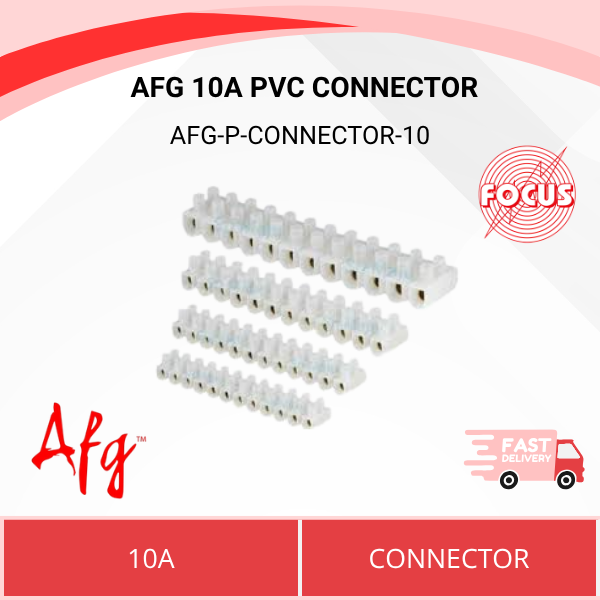 AFG 10A PVC CONNECTOR
AFG-P-CONNECTOR-10
FOCUS
Afg™
FAST
DELIVERY
10A
CONNECTOR